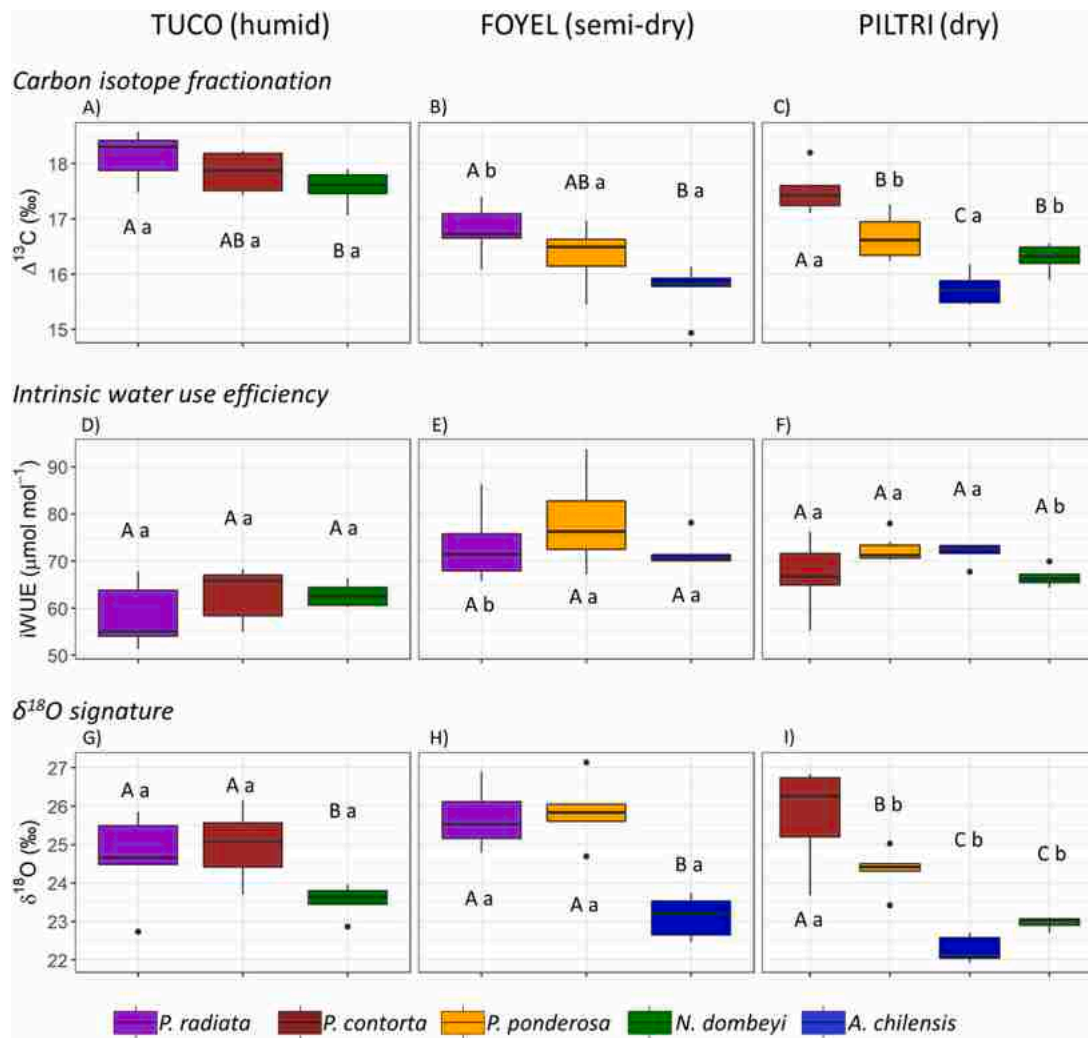 TUCO (humid) FOYEL (semi-dry) PILTRI (dry)
Carbon isotope fractionation
A) B) C)
Δ¹³C (‰)
18
17
16
15
A a AB a B a
A b AB a B a
A a B b C a B b
Intrinsic water use efficiency
D) E) F)
iWUE (μmol mol⁻¹)
90
80
70
60
50
A a A a A a
A b A a A a
A a A a A a A b
δ¹⁸O signature
G) H) I)
δ¹⁸O (‰)
27
26
25
24
23
22
A a A a B a
A a A a B a
A a B b C b C b
P. radiata P. contorta P. ponderosa N. dombeyi A. chilensis